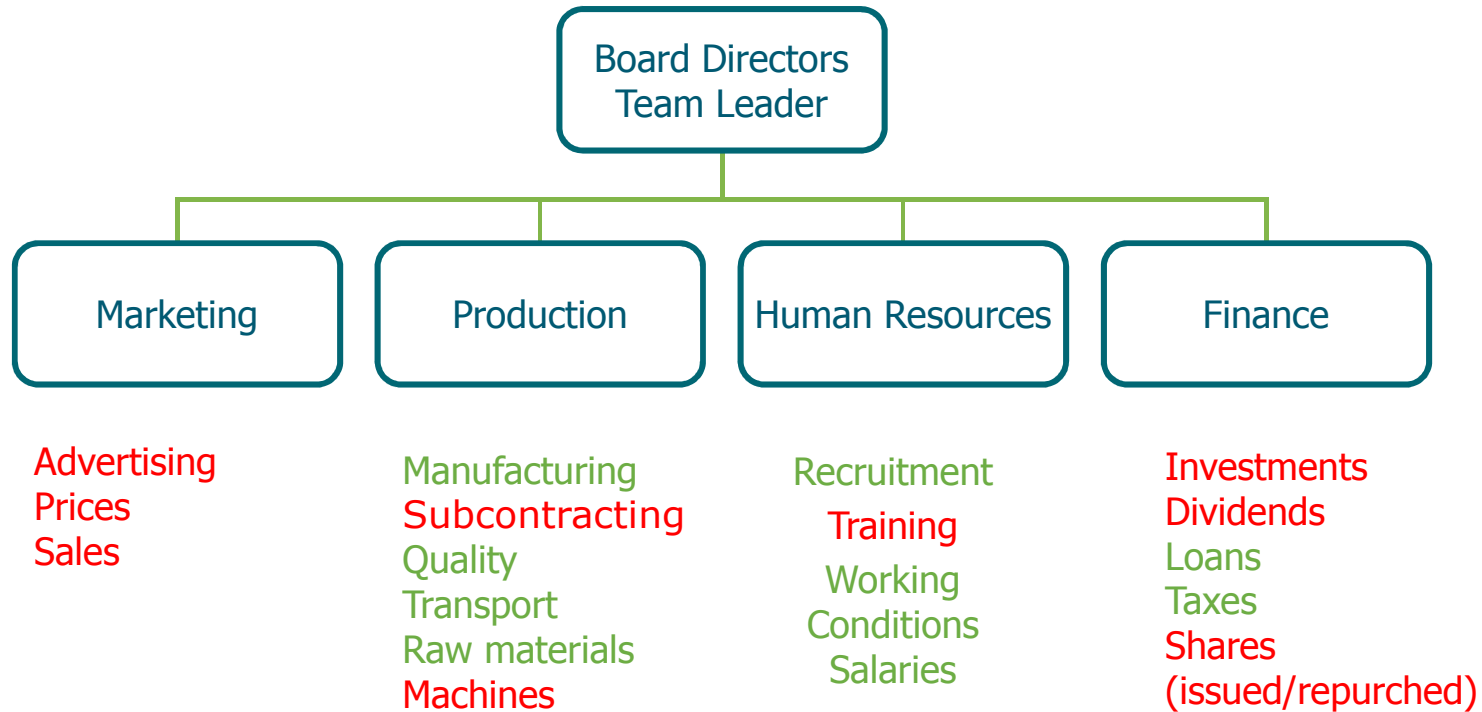 Board Directors
Team Leader
Marketing
Production
Human Resources
Finance
Advertising
Prices
Sales
Manufacturing
Subcontracting
Quality
Transport
Raw materials
Machines
Recruitment
Training
Working
Conditions
Salaries
Investments
Dividends
Loans
Taxes
Shares
(issued/repurched)